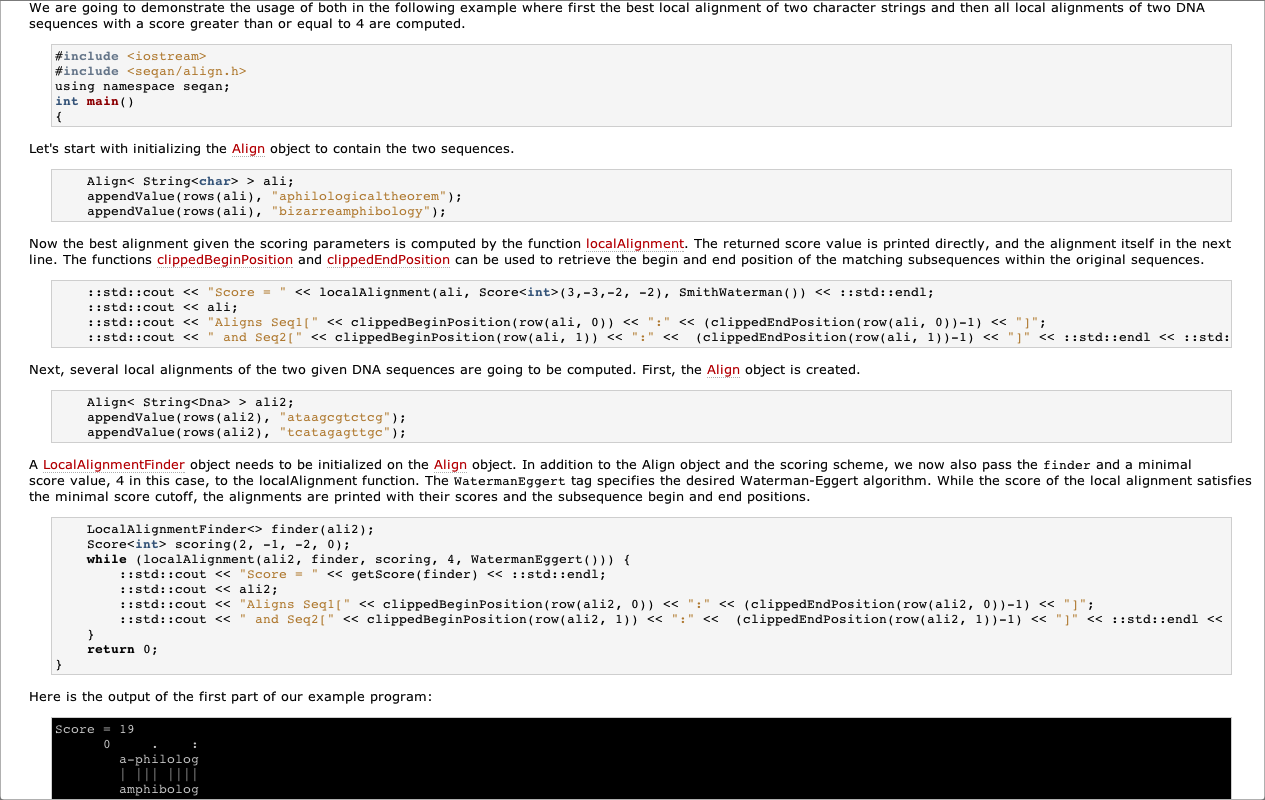 We are going to demonstrate the usage of both in the following example where first the best local alignment of two character strings and then all local alignments of two DNA
sequences with a score greater than or equal to 4 are computed.
#include <iostream>
#include <seqan/align.h>
using namespace seqan;
int main()
{
Let's start with initializing the Align object to contain the two sequences.
    Align< String<char> > ali;
    appendValue(rows(ali), "aphilologicaltheorem");
    appendValue(rows(ali), "bizarreamphibology");
Now the best alignment given the scoring parameters is computed by the function localAlignment. The returned score value is printed directly, and the alignment itself in the next
line. The functions clippedBeginPosition and clippedEndPosition can be used to retrieve the begin and end position of the matching subsequences within the original sequences.
    ::std::cout << "Score = " << localAlignment(ali, Score<int>(3,-3,-2, -2), SmithWaterman()) << ::std::endl;
    ::std::cout << ali;
    ::std::cout << "Aligns Seq1[" << clippedBeginPosition(row(ali, 0)) << ":" << (clippedEndPosition(row(ali, 0))-1) << "]";
    ::std::cout << " and Seq2[" << clippedBeginPosition(row(ali, 1)) << ":" <<  (clippedEndPosition(row(ali, 1))-1) << "]" << ::std::endl << ::std:
Next, several local alignments of the two given DNA sequences are going to be computed. First, the Align object is created.
    Align< String<Dna> > ali2;
    appendValue(rows(ali2), "ataagcgtctcg");
    appendValue(rows(ali2), "tcatagagttgc");
A LocalAlignmentFinder object needs to be initialized on the Align object. In addition to the Align object and the scoring scheme, we now also pass the finder and a minimal
score value, 4 in this case, to the localAlignment function. The WatermanEggert tag specifies the desired Waterman-Eggert algorithm. While the score of the local alignment satisfies
the minimal score cutoff, the alignments are printed with their scores and the subsequence begin and end positions.
    LocalAlignmentFinder<> finder(ali2);
    Score<int> scoring(2, -1, -2, 0);
    while (localAlignment(ali2, finder, scoring, 4, WatermanEggert())) {
        ::std::cout << "Score = " << getScore(finder) << ::std::endl;
        ::std::cout << ali2;
        ::std::cout << "Aligns Seq1[" << clippedBeginPosition(row(ali2, 0)) << ":" << (clippedEndPosition(row(ali2, 0))-1) << "]";
        ::std::cout << " and Seq2[" << clippedBeginPosition(row(ali2, 1)) << ":" <<  (clippedEndPosition(row(ali2, 1))-1) << "]" << ::std::endl <<
    }
    return 0;
}
Here is the output of the first part of our example program:
Score = 19
      0     .    :
        a-philolog
        | ||| ||||
        amphibolog